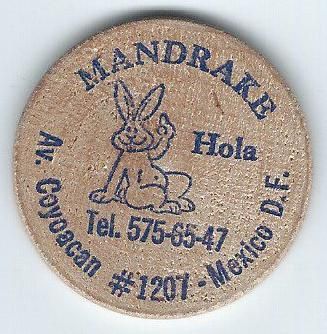 MANDRAKE
Hola
Tel. 575-65-47
Av. Coyoacan #1207 - Mexico D.F.